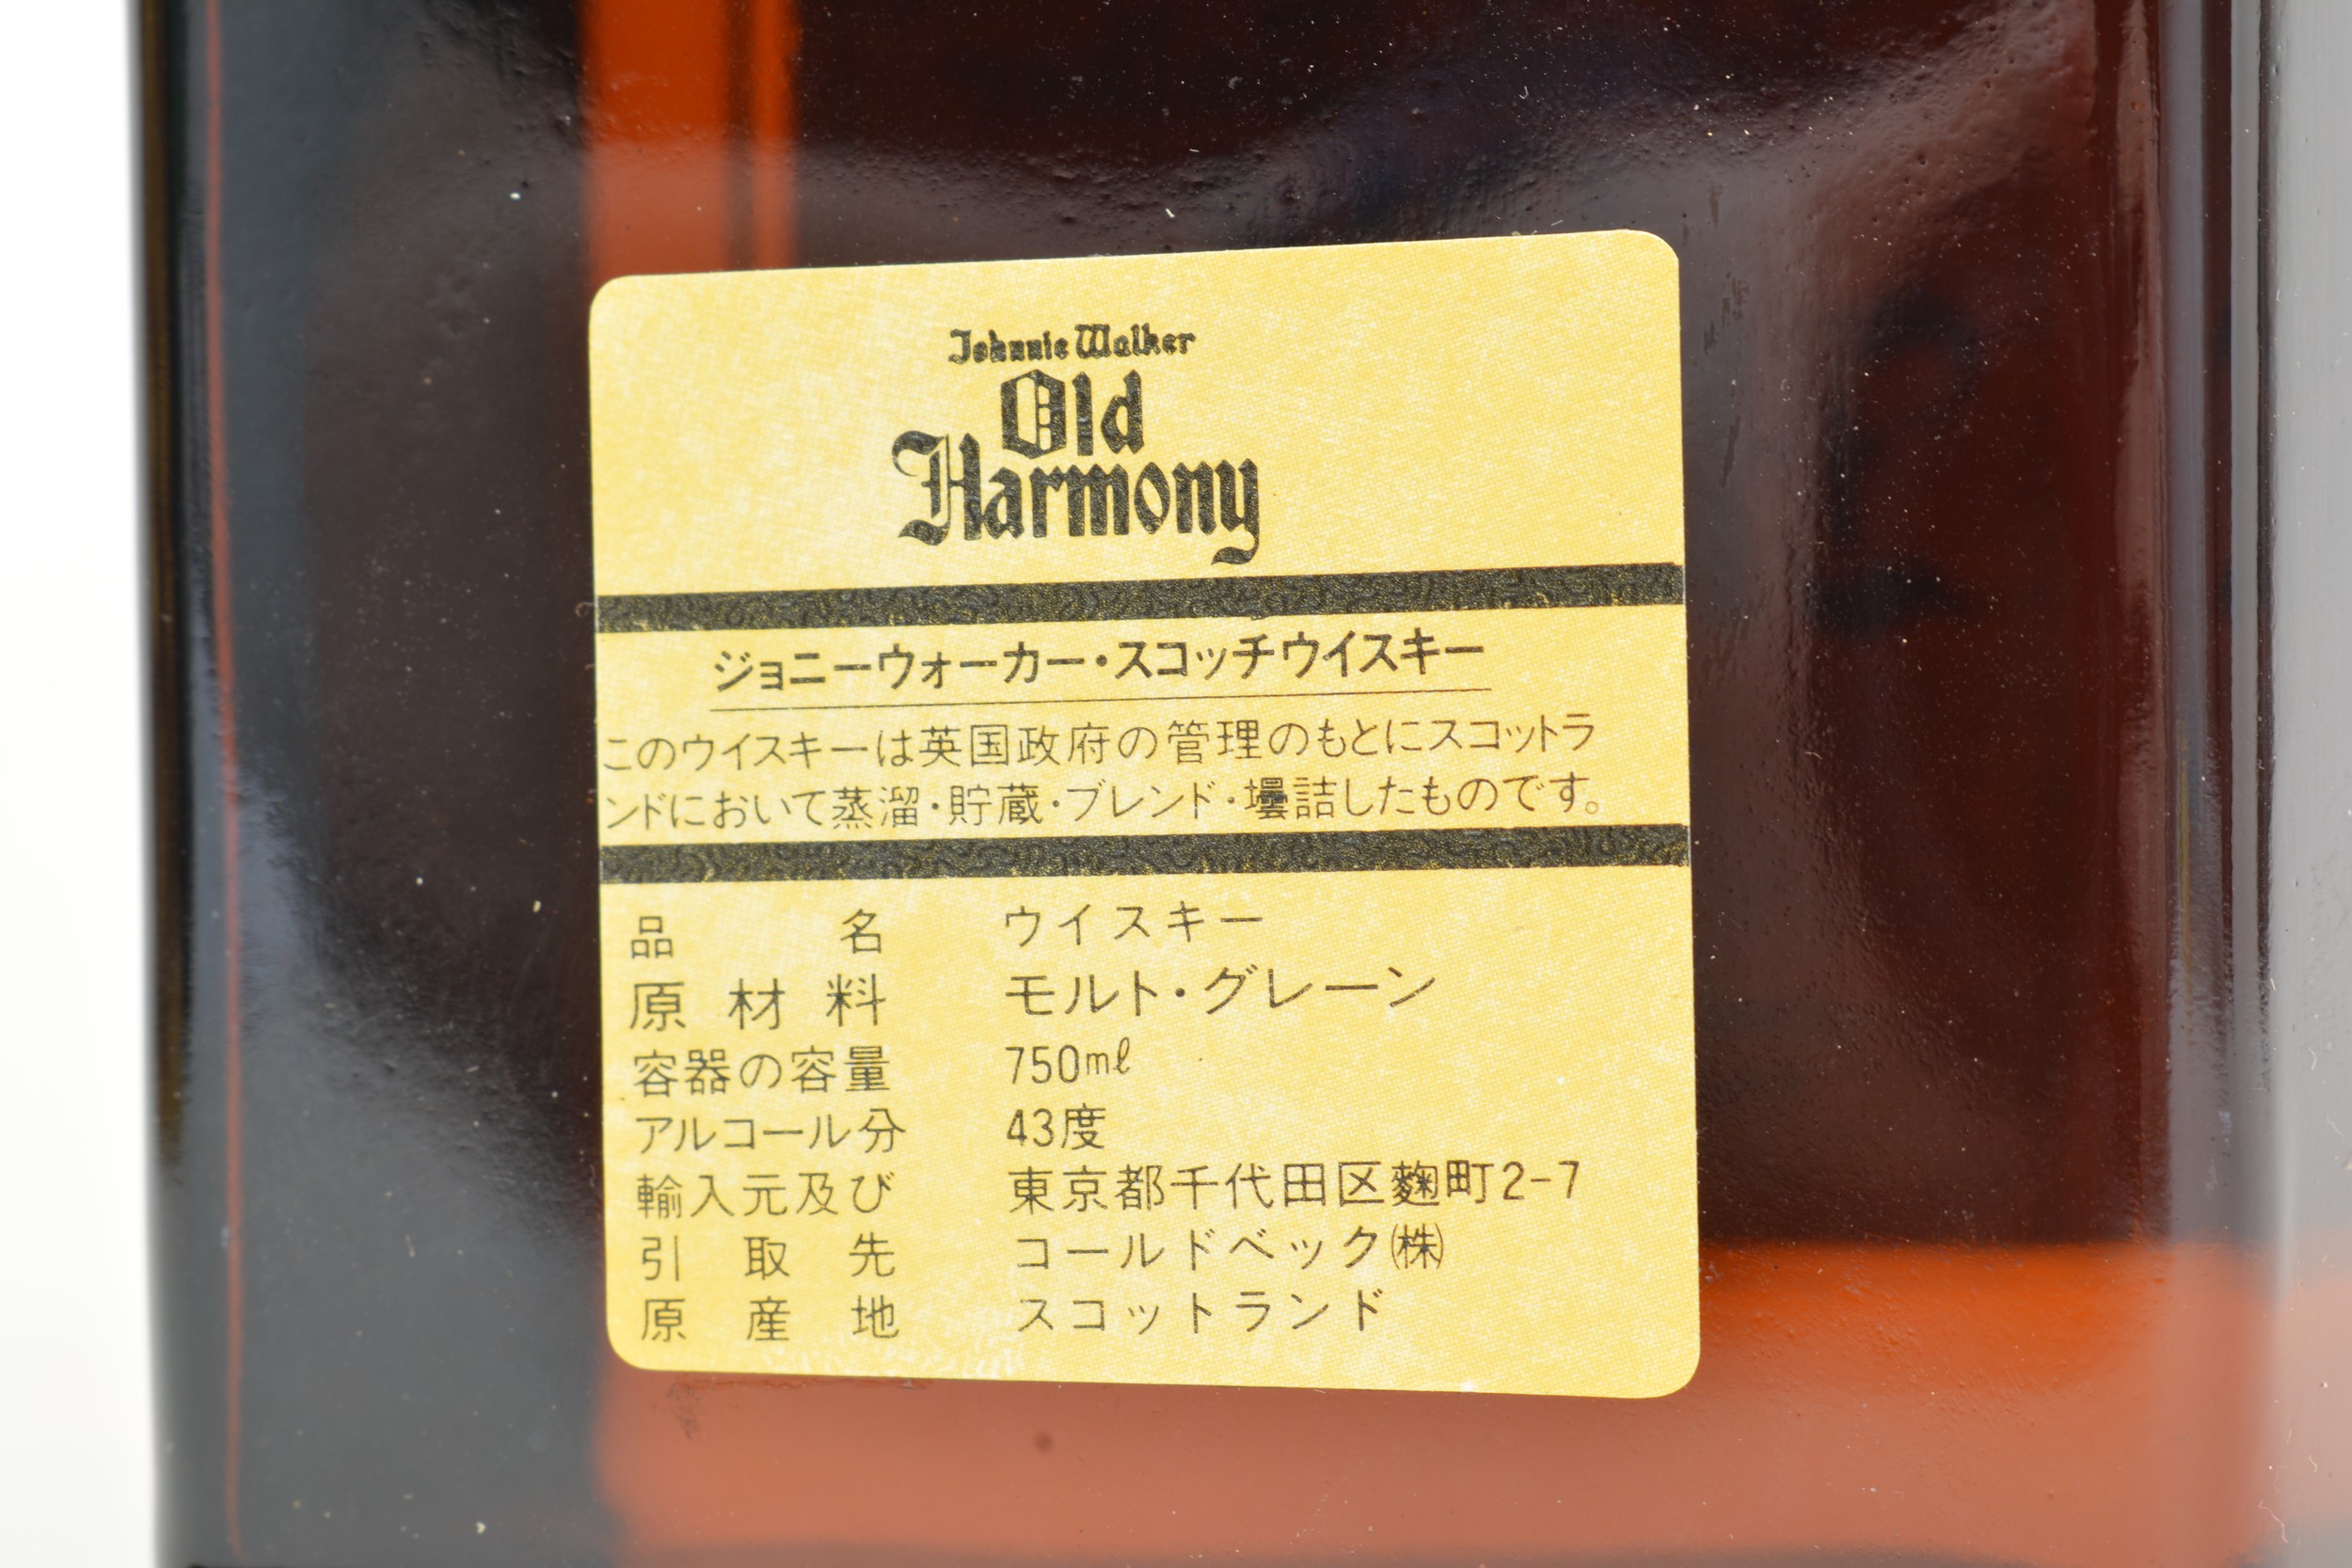 Johnnie Walker
Old
Harmony
ジョニーウォーカー・スコッチウイスキー
このウイスキーは英国政府の管理のもとにスコットラ
ンドにおいて蒸溜・貯蔵・ブレンド・壜詰したものです。
品名 ウイスキー
原材料 モルト・グレーン
容器の容量 750mℓ
アルコール分 43度
輸入元及び 東京都千代田区麴町2-7
引取先 コールドベック㈱
原産地 スコットランド